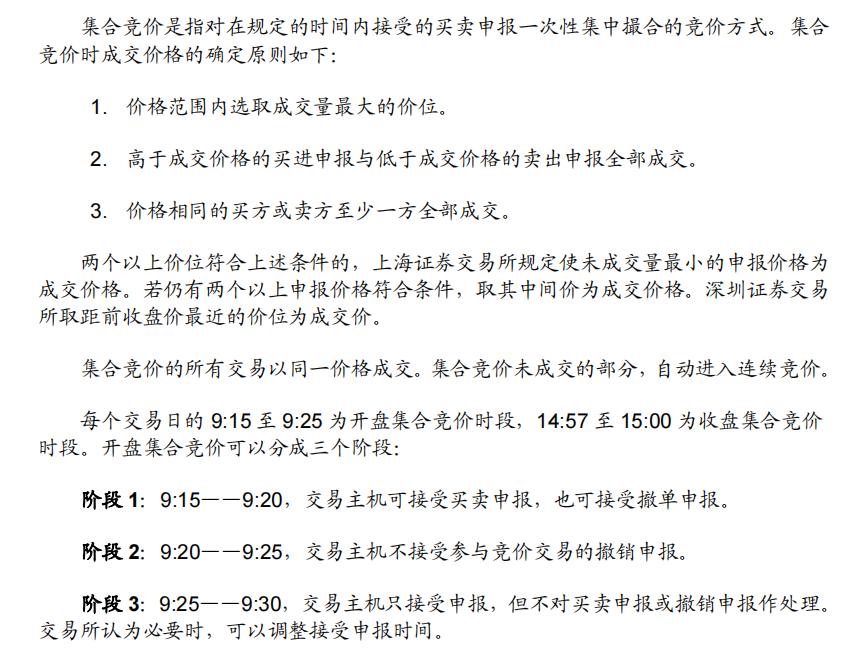 集合竞价是指对在规定的时间内接受的买卖申报一次性集中撮合的竞价方式。集合
竞价时成交价格的确定原则如下：
1. 价格范围内选取成交量最大的价位。
2. 高于成交价格的买进申报与低于成交价格的卖出申报全部成交。
3. 价格相同的买方或卖方至少一方全部成交。
两个以上价位符合上述条件的，上海证券交易所规定使未成交量最小的申报价格为
成交价格。若仍有两个以上申报价格符合条件，取其中间价为成交价格。深圳证券交易
所取距前收盘价最近的价位为成交价。
集合竞价的所有交易以同一价格成交。集合竞价未成交的部分，自动进入连续竞价。
每个交易日的 9:15 至 9:25 为开盘集合竞价时段，14:57 至 15:00 为收盘集合竞价
时段。开盘集合竞价可以分成三个阶段：
阶段 1：9:15——9:20，交易主机可接受买卖申报，也可接受撤单申报。
阶段 2：9:20——9:25，交易主机不接受参与竞价交易的撤销申报。
阶段 3：9:25——9:30，交易主机只接受申报，但不对买卖申报或撤销申报作处理。
交易所认为必要时，可以调整接受申报时间。